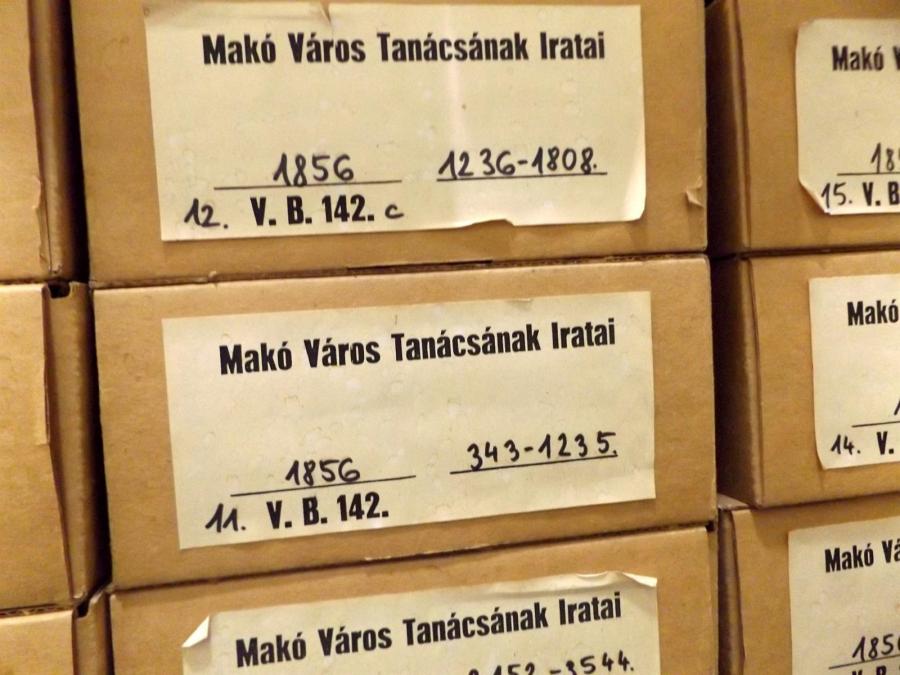 Makó Város Tanácsának Iratai
1856 1236-1808.
12. V. B. 142. c
Makó Város Tanácsának Iratai
1856 343-1235.
11. V. B. 142.
Makó Város Tanácsának Iratai
Makó
15. V. B
Makó
14. V.
Makó
1856